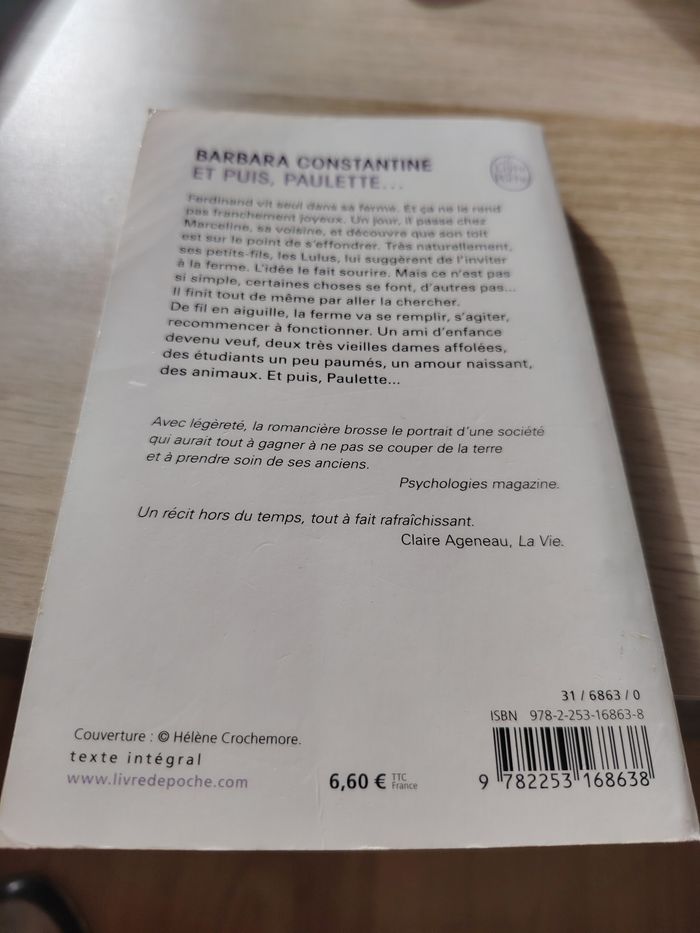 BARBARA CONSTANTINE
ET PUIS, PAULETTE...
Le Livre de Poche
Ferdinand vit seul dans sa ferme. Et ça ne le rend
pas franchement joyeux. Un jour, il passe chez
Marceline, sa voisine, et découvre que son toit
est sur le point de s'effondrer. Très naturellement,
ses petits-fils, les Lulus, lui suggèrent de l'inviter
à la ferme. L'idée le fait sourire. Mais ce n'est pas
si simple, certaines choses se font, d'autres pas...
Il finit tout de même par aller la chercher.
De fil en aiguille, la ferme va se remplir, s'agiter,
recommencer à fonctionner. Un ami d'enfance
devenu veuf, deux très vieilles dames affolées,
des étudiants un peu paumés, un amour naissant,
des animaux. Et puis, Paulette...
Avec légèreté, la romancière brosse le portrait d'une société
qui aurait tout à gagner à ne pas se couper de la terre
et à prendre soin de ses anciens.
Psychologies magazine.
Un récit hors du temps, tout à fait rafraîchissant.
Claire Ageneau, La Vie.
31 / 6863 / 0
ISBN 978-2-253-16863-8
Couverture : © Hélène Crochemore.
texte intégral
www.livredepoche.com
6,60 € TTC
France
9 782253 168638